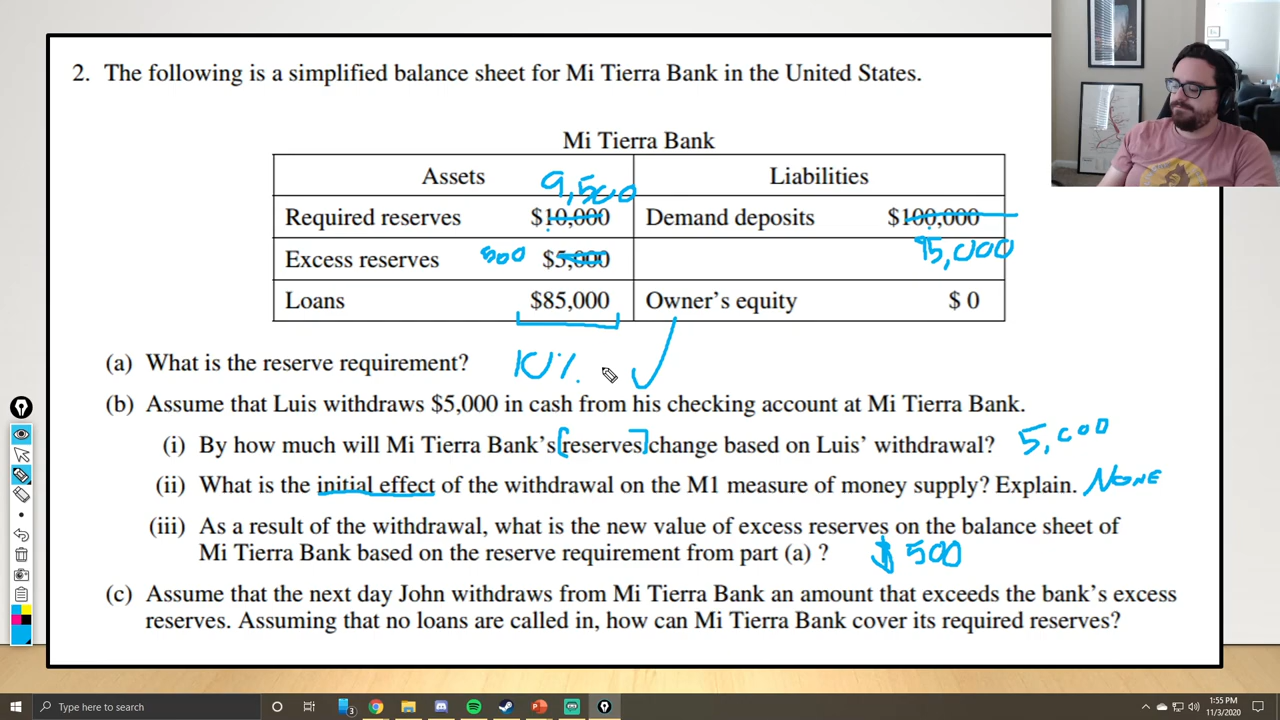 2. The following is a simplified balance sheet for Mi Tierra Bank in the United States.
Mi Tierra Bank
Assets Liabilities
9,500
Required reserves $10,000 Demand deposits $100,000
95,000
Excess reserves 500 $5,000
Loans $85,000 Owner's equity $ 0
(a) What is the reserve requirement? 10%
(b) Assume that Luis withdraws $5,000 in cash from his checking account at Mi Tierra Bank.
(i) By how much will Mi Tierra Bank's [reserves] change based on Luis' withdrawal? 5,000
(ii) What is the initial effect of the withdrawal on the M1 measure of money supply? Explain. NONE
(iii) As a result of the withdrawal, what is the new value of excess reserves on the balance sheet of
Mi Tierra Bank based on the reserve requirement from part (a) ? $500
(c) Assume that the next day John withdraws from Mi Tierra Bank an amount that exceeds the bank's excess
reserves. Assuming that no loans are called in, how can Mi Tierra Bank cover its required reserves?
Type here to search
3
1:55 PM
11/3/2020